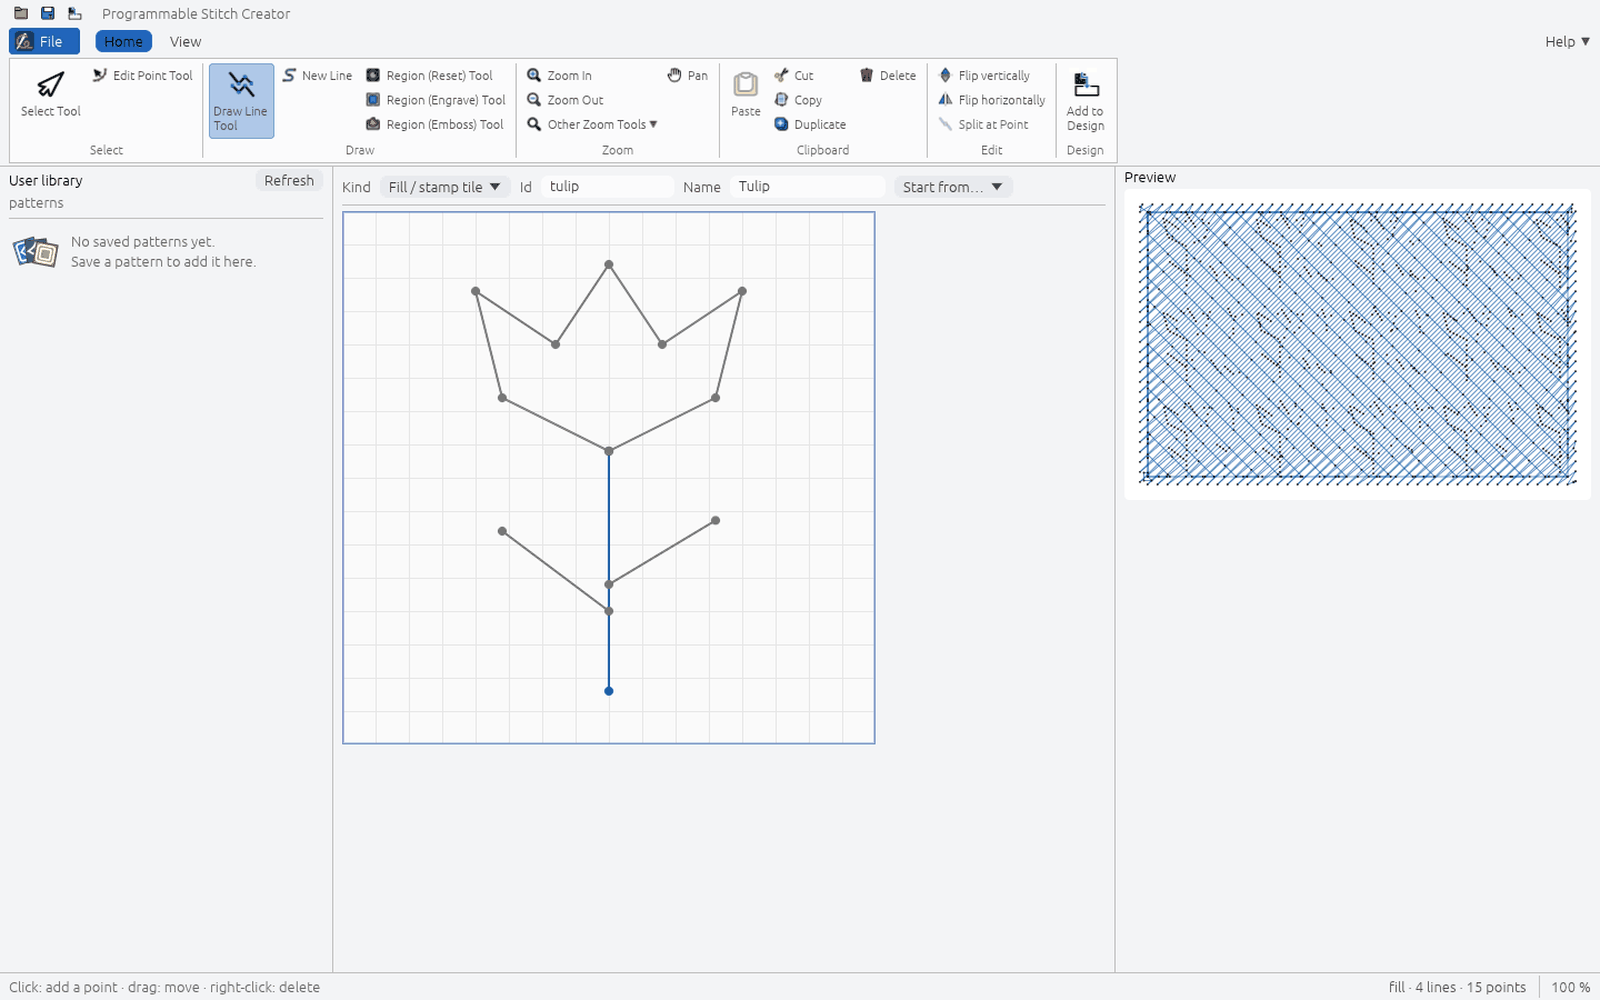 Programmable Stitch Creator
File
Home
View
Help
Select Tool
Edit Point Tool
Select
Draw Line Tool
New Line
Region (Reset) Tool
Region (Engrave) Tool
Region (Emboss) Tool
Draw
Zoom In
Zoom Out
Other Zoom Tools
Pan
Zoom
Paste
Cut
Copy
Duplicate
Delete
Clipboard
Flip vertically
Flip horizontally
Split at Point
Edit
Add to Design
Design
User library
Refresh
patterns
No saved patterns yet.
Save a pattern to add it here.
Kind
Fill / stamp tile
Id
tulip
Name
Tulip
Start from...
Preview
Click: add a point · drag: move · right-click: delete
fill · 4 lines · 15 points
100 %